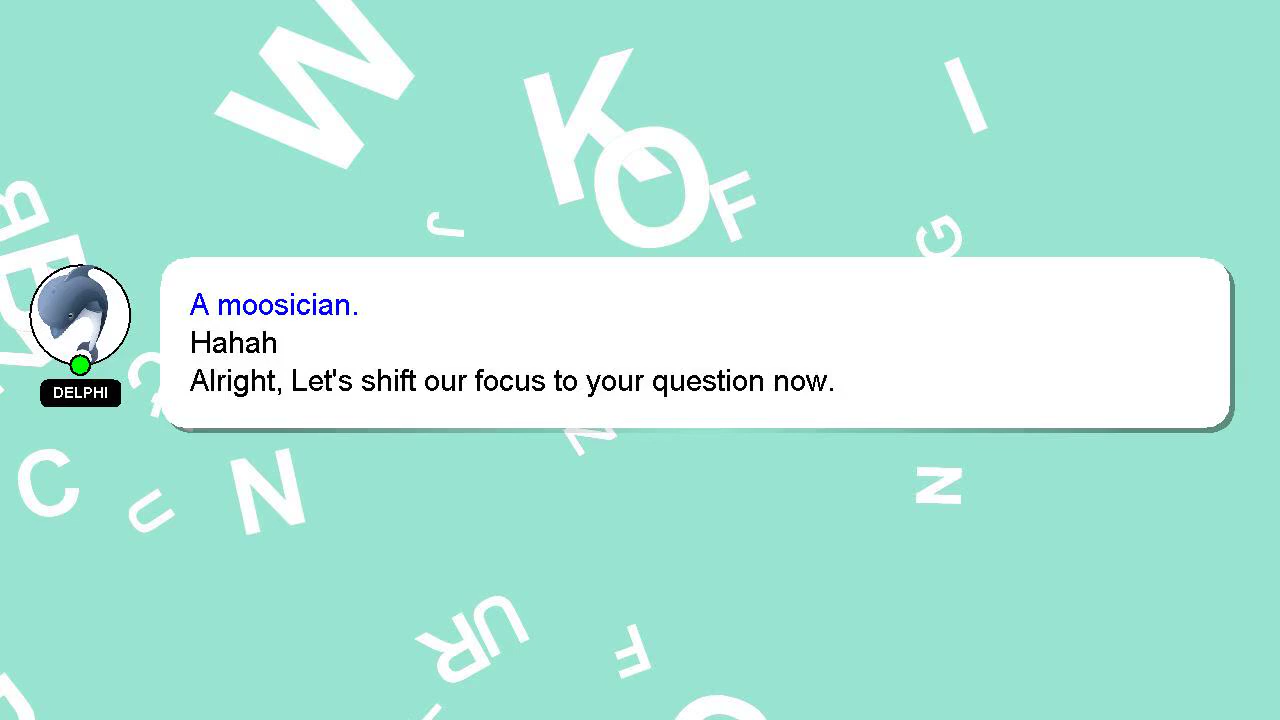 A moosician.
Hahah
Alright, Let's shift our focus to your question now.
DELPHI
W
K
O
F
I
J
G
B
C
U
N
N
Z
U
R
F